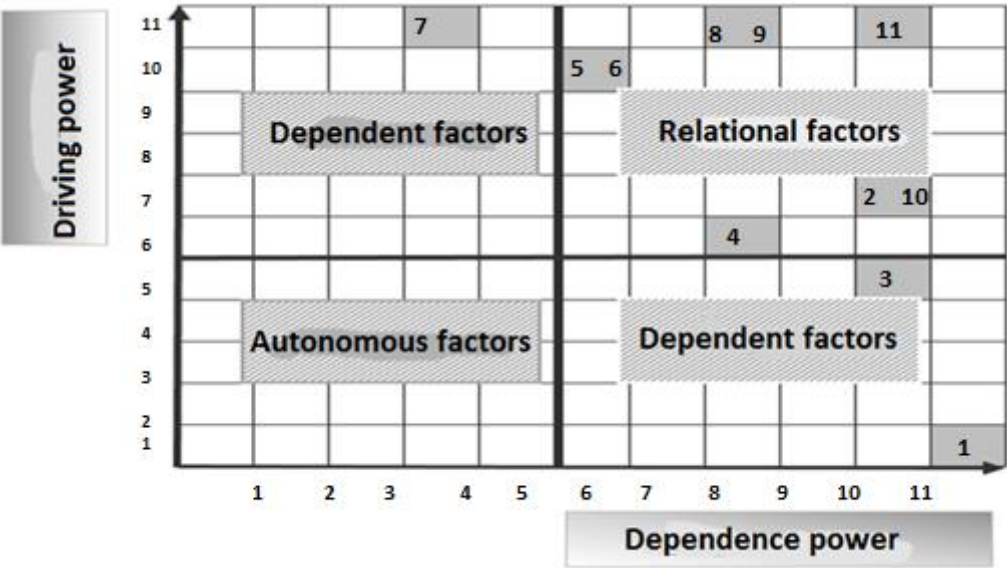 Driving power
11
7
8 9
11
10
5 6
9
Dependent factors
Relational factors
8
7
2 10
6
4
5
3
4
Autonomous factors
Dependent factors
3
2
1
1
1 2 3 4 5 6 7 8 9 10 11
Dependence power